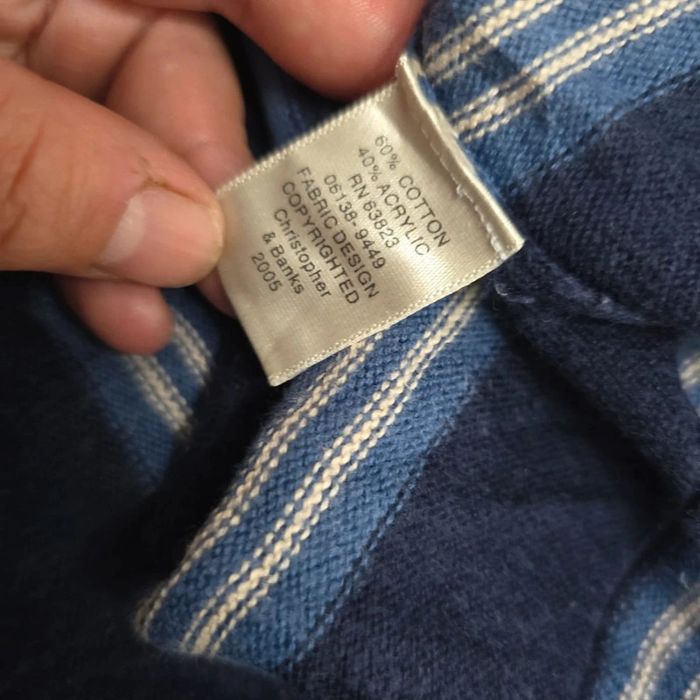 60% COTTON
40% ACRYLIC
RN 63823
06138-9449
FABRIC DESIGN
COPYRIGHTED
Christopher
& Banks
2005